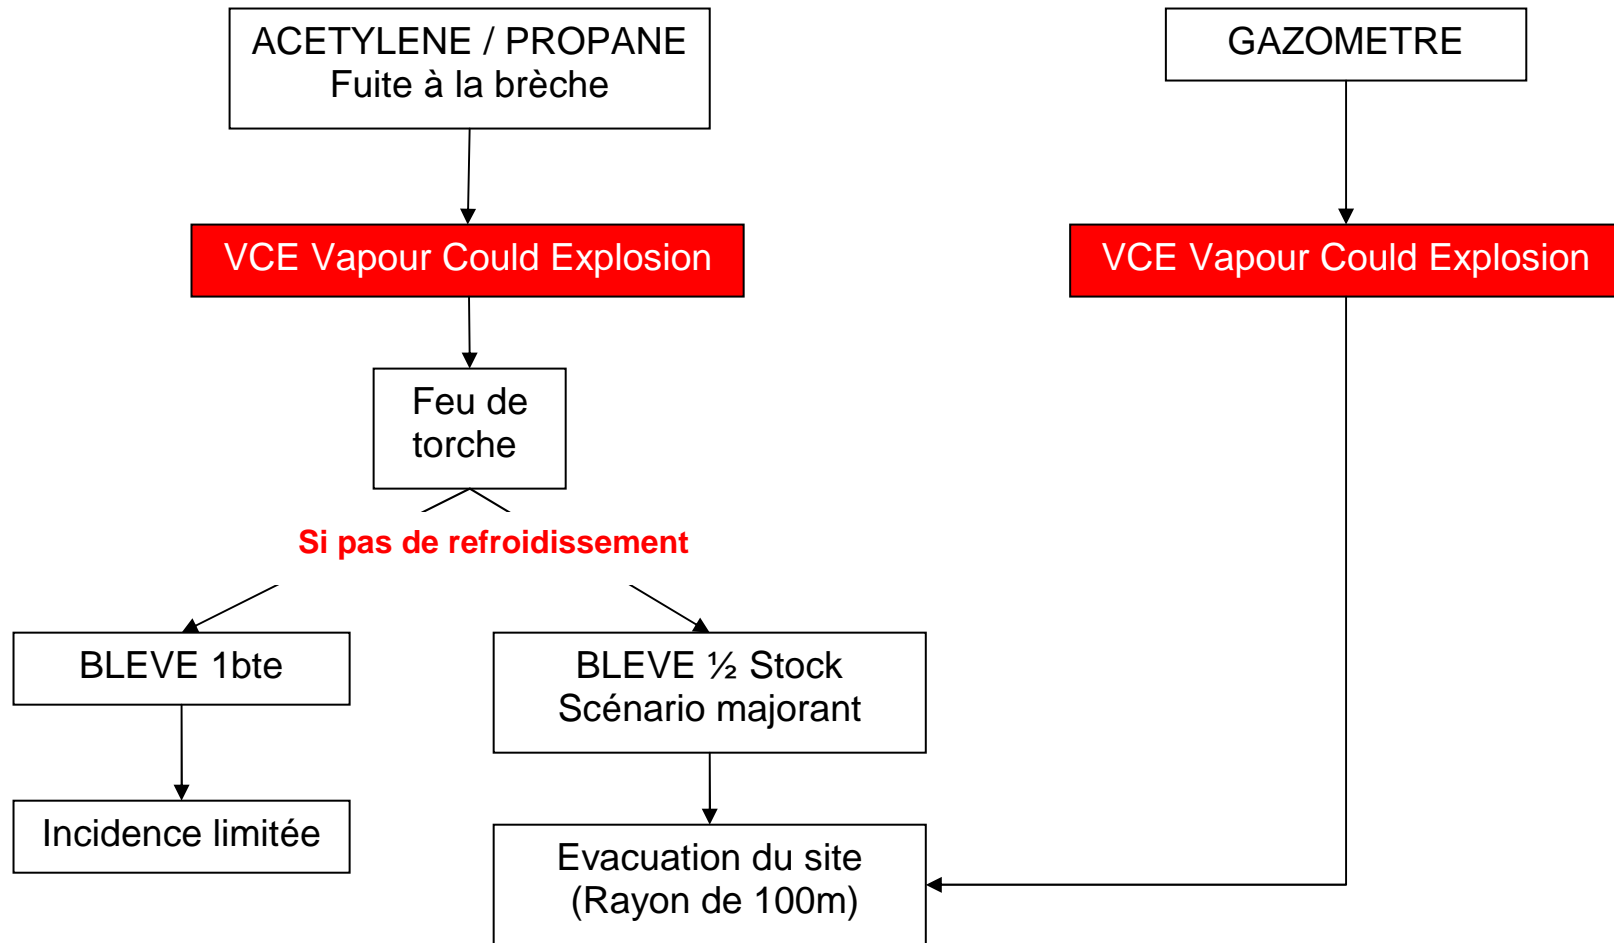 ACETYLENE / PROPANE
Fuite à la brèche
GAZOMETRE
VCE Vapour Could Explosion
VCE Vapour Could Explosion
Feu de
torche
Si pas de refroidissement
BLEVE 1bte
BLEVE ½ Stock
Scénario majorant
Incidence limitée
Evacuation du site
(Rayon de 100m)